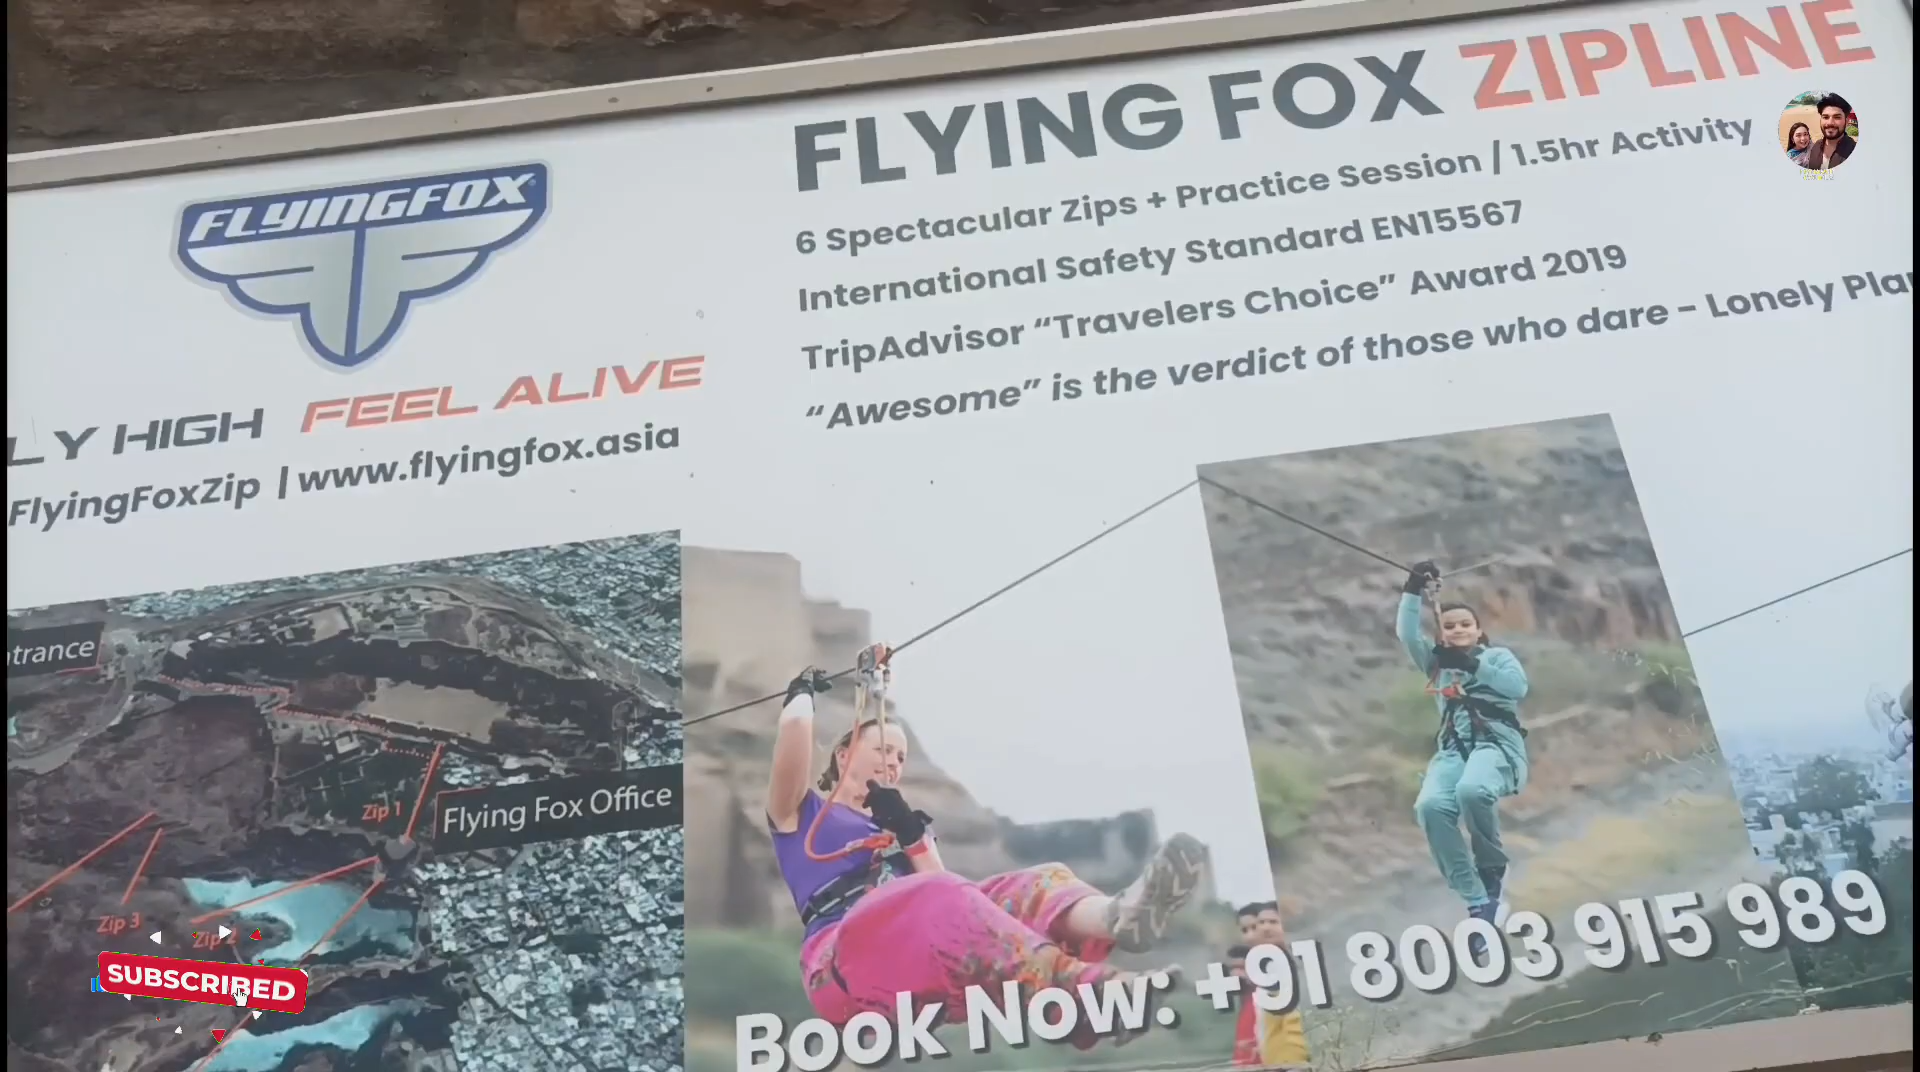 FLYING FOX ZIPLINE
6 Spectacular Zips + Practice Session / 1.5hr Activity
International Safety Standard EN15567
TripAdvisor “Travelers Choice” Award 2019
“Awesome” is the verdict of those who dare - Lonely
FLYINGFOX
LY HIGH FEEL ALIVE
FlyingFoxZip | www.flyingfox.asia
trance
Zip 1
Flying Fox Office
Zip 3
Zip 2
SUBSCRIBED
Book Now: +91 8003 915 989